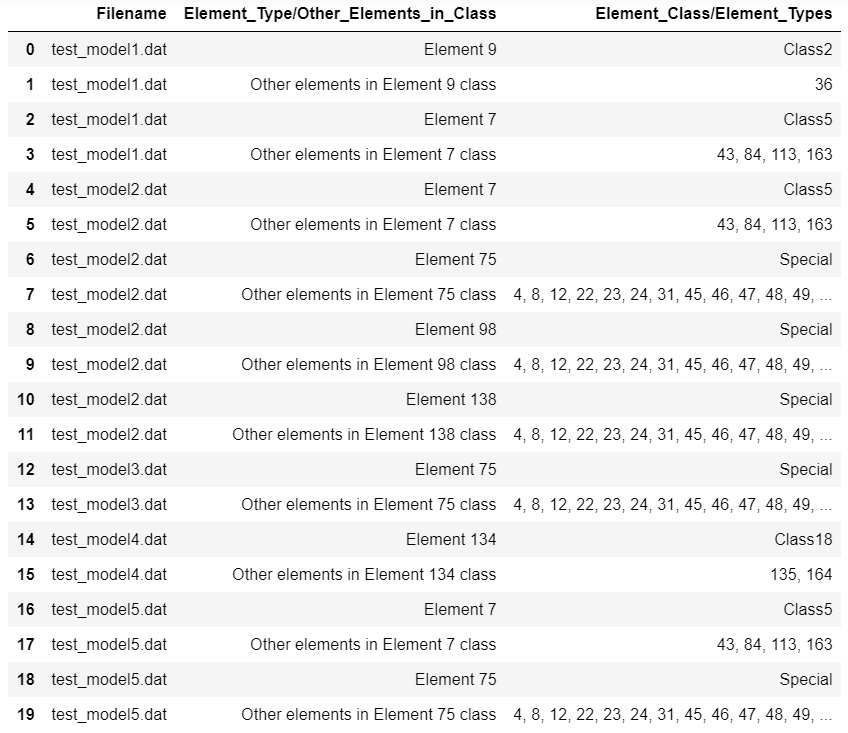 Filename Element_Type/Other_Elements_in_Class Element_Class/Element_Types
0 test_model1.dat Element 9 Class2
1 test_model1.dat Other elements in Element 9 class 36
2 test_model1.dat Element 7 Class5
3 test_model1.dat Other elements in Element 7 class 43, 84, 113, 163
4 test_model2.dat Element 7 Class5
5 test_model2.dat Other elements in Element 7 class 43, 84, 113, 163
6 test_model2.dat Element 75 Special
7 test_model2.dat Other elements in Element 75 class 4, 8, 12, 22, 23, 24, 31, 45, 46, 47, 48, 49, ...
8 test_model2.dat Element 98 Special
9 test_model2.dat Other elements in Element 98 class 4, 8, 12, 22, 23, 24, 31, 45, 46, 47, 48, 49, ...
10 test_model2.dat Element 138 Special
11 test_model2.dat Other elements in Element 138 class 4, 8, 12, 22, 23, 24, 31, 45, 46, 47, 48, 49, ...
12 test_model3.dat Element 75 Special
13 test_model3.dat Other elements in Element 75 class 4, 8, 12, 22, 23, 24, 31, 45, 46, 47, 48, 49, ...
14 test_model4.dat Element 134 Class18
15 test_model4.dat Other elements in Element 134 class 135, 164
16 test_model5.dat Element 7 Class5
17 test_model5.dat Other elements in Element 7 class 43, 84, 113, 163
18 test_model5.dat Element 75 Special
19 test_model5.dat Other elements in Element 75 class 4, 8, 12, 22, 23, 24, 31, 45, 46, 47, 48, 49, ...